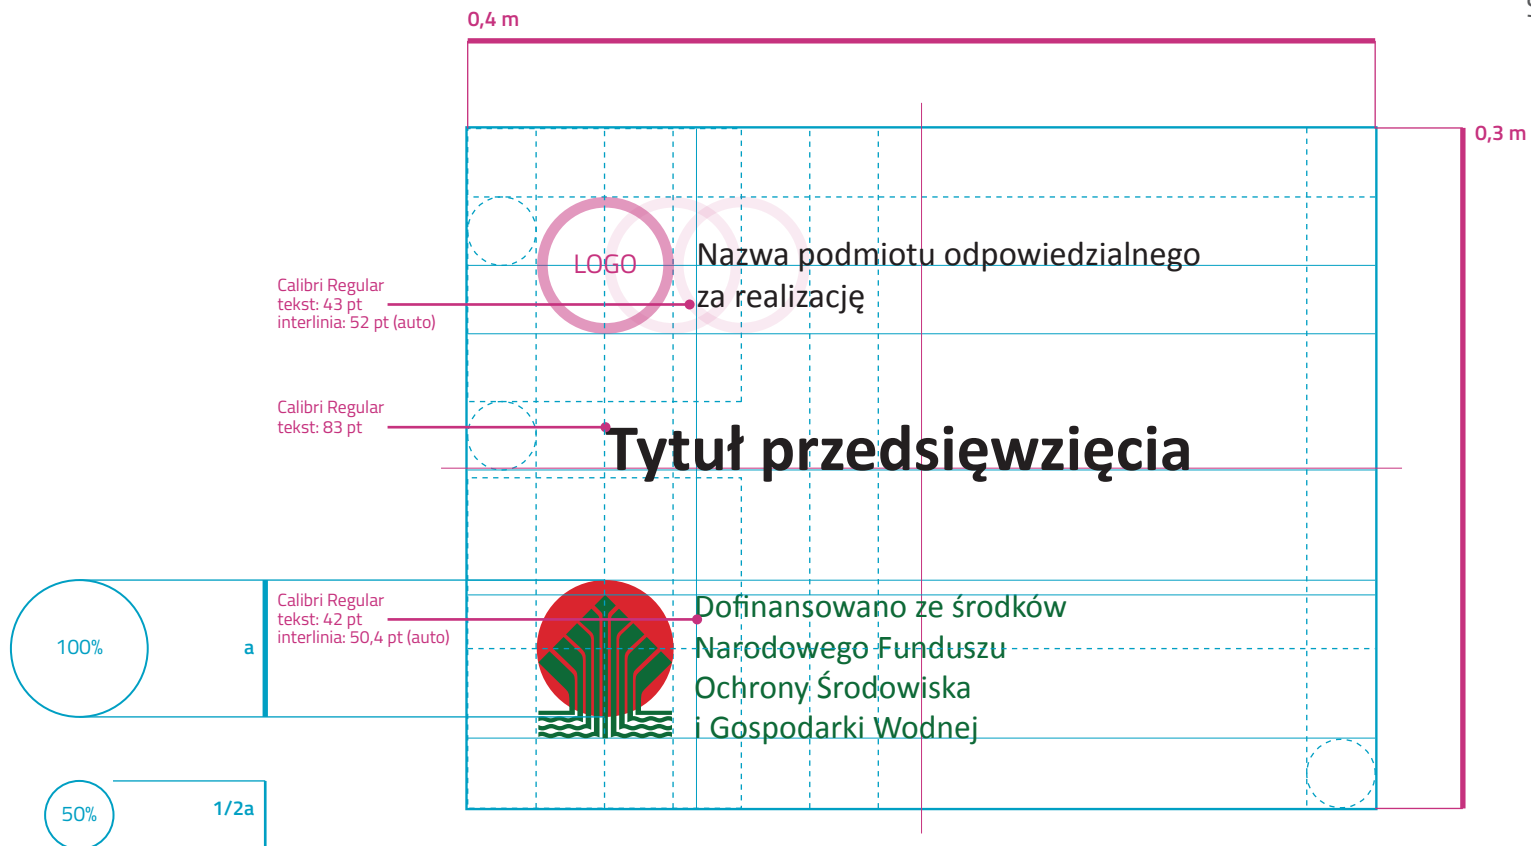 0,4 m
0,3 m
LOGO
Nazwa podmiotu odpowiedzialnego
za realizację
Calibri Regular
tekst: 43 pt
interlinia: 52 pt (auto)
Calibri Regular
tekst: 83 pt
Tytuł przedsięwzięcia
100%
a
Calibri Regular
tekst: 42 pt
interlinia: 50,4 pt (auto)
Dofinansowano ze środków
Narodowego Funduszu
Ochrony Środowiska
i Gospodarki Wodnej
50%
1/2a